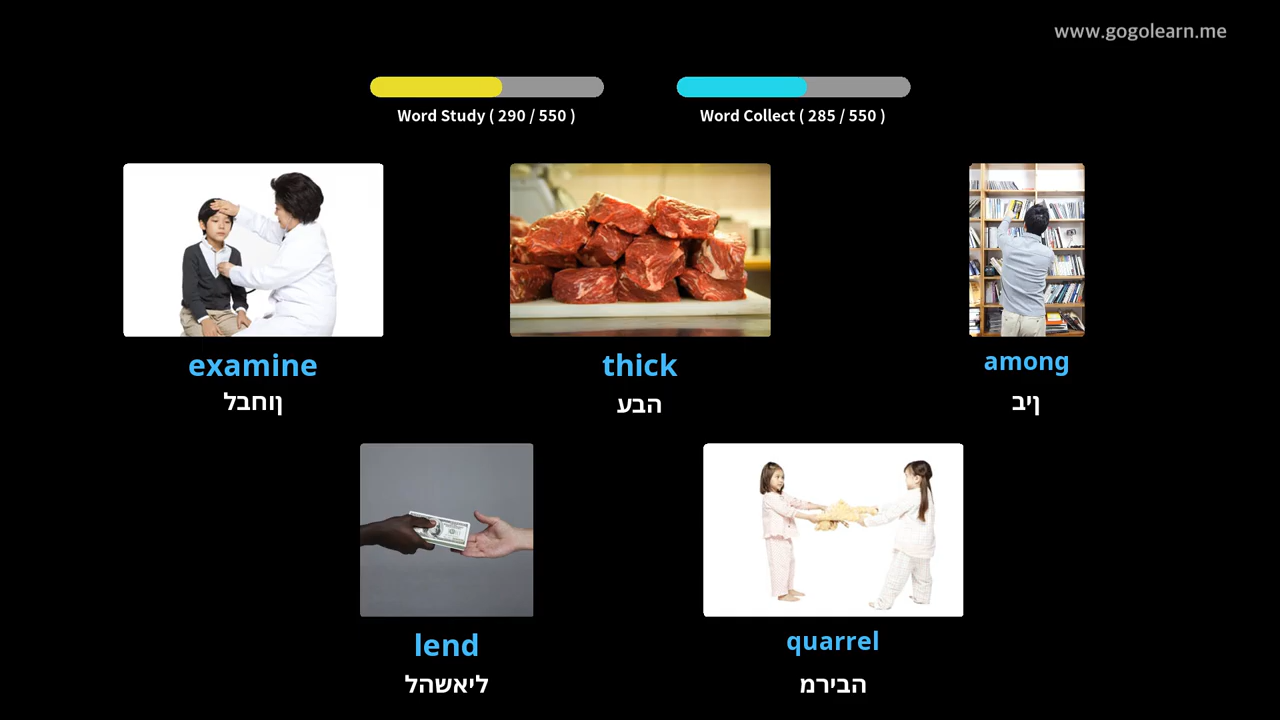 www.gogolearn.me
Word Study ( 290 / 550 )
Word Collect ( 285 / 550 )
examine
ןוחבל
thick
הבע
among
ןיב
lend
ליאשהל
quarrel
הבירמ